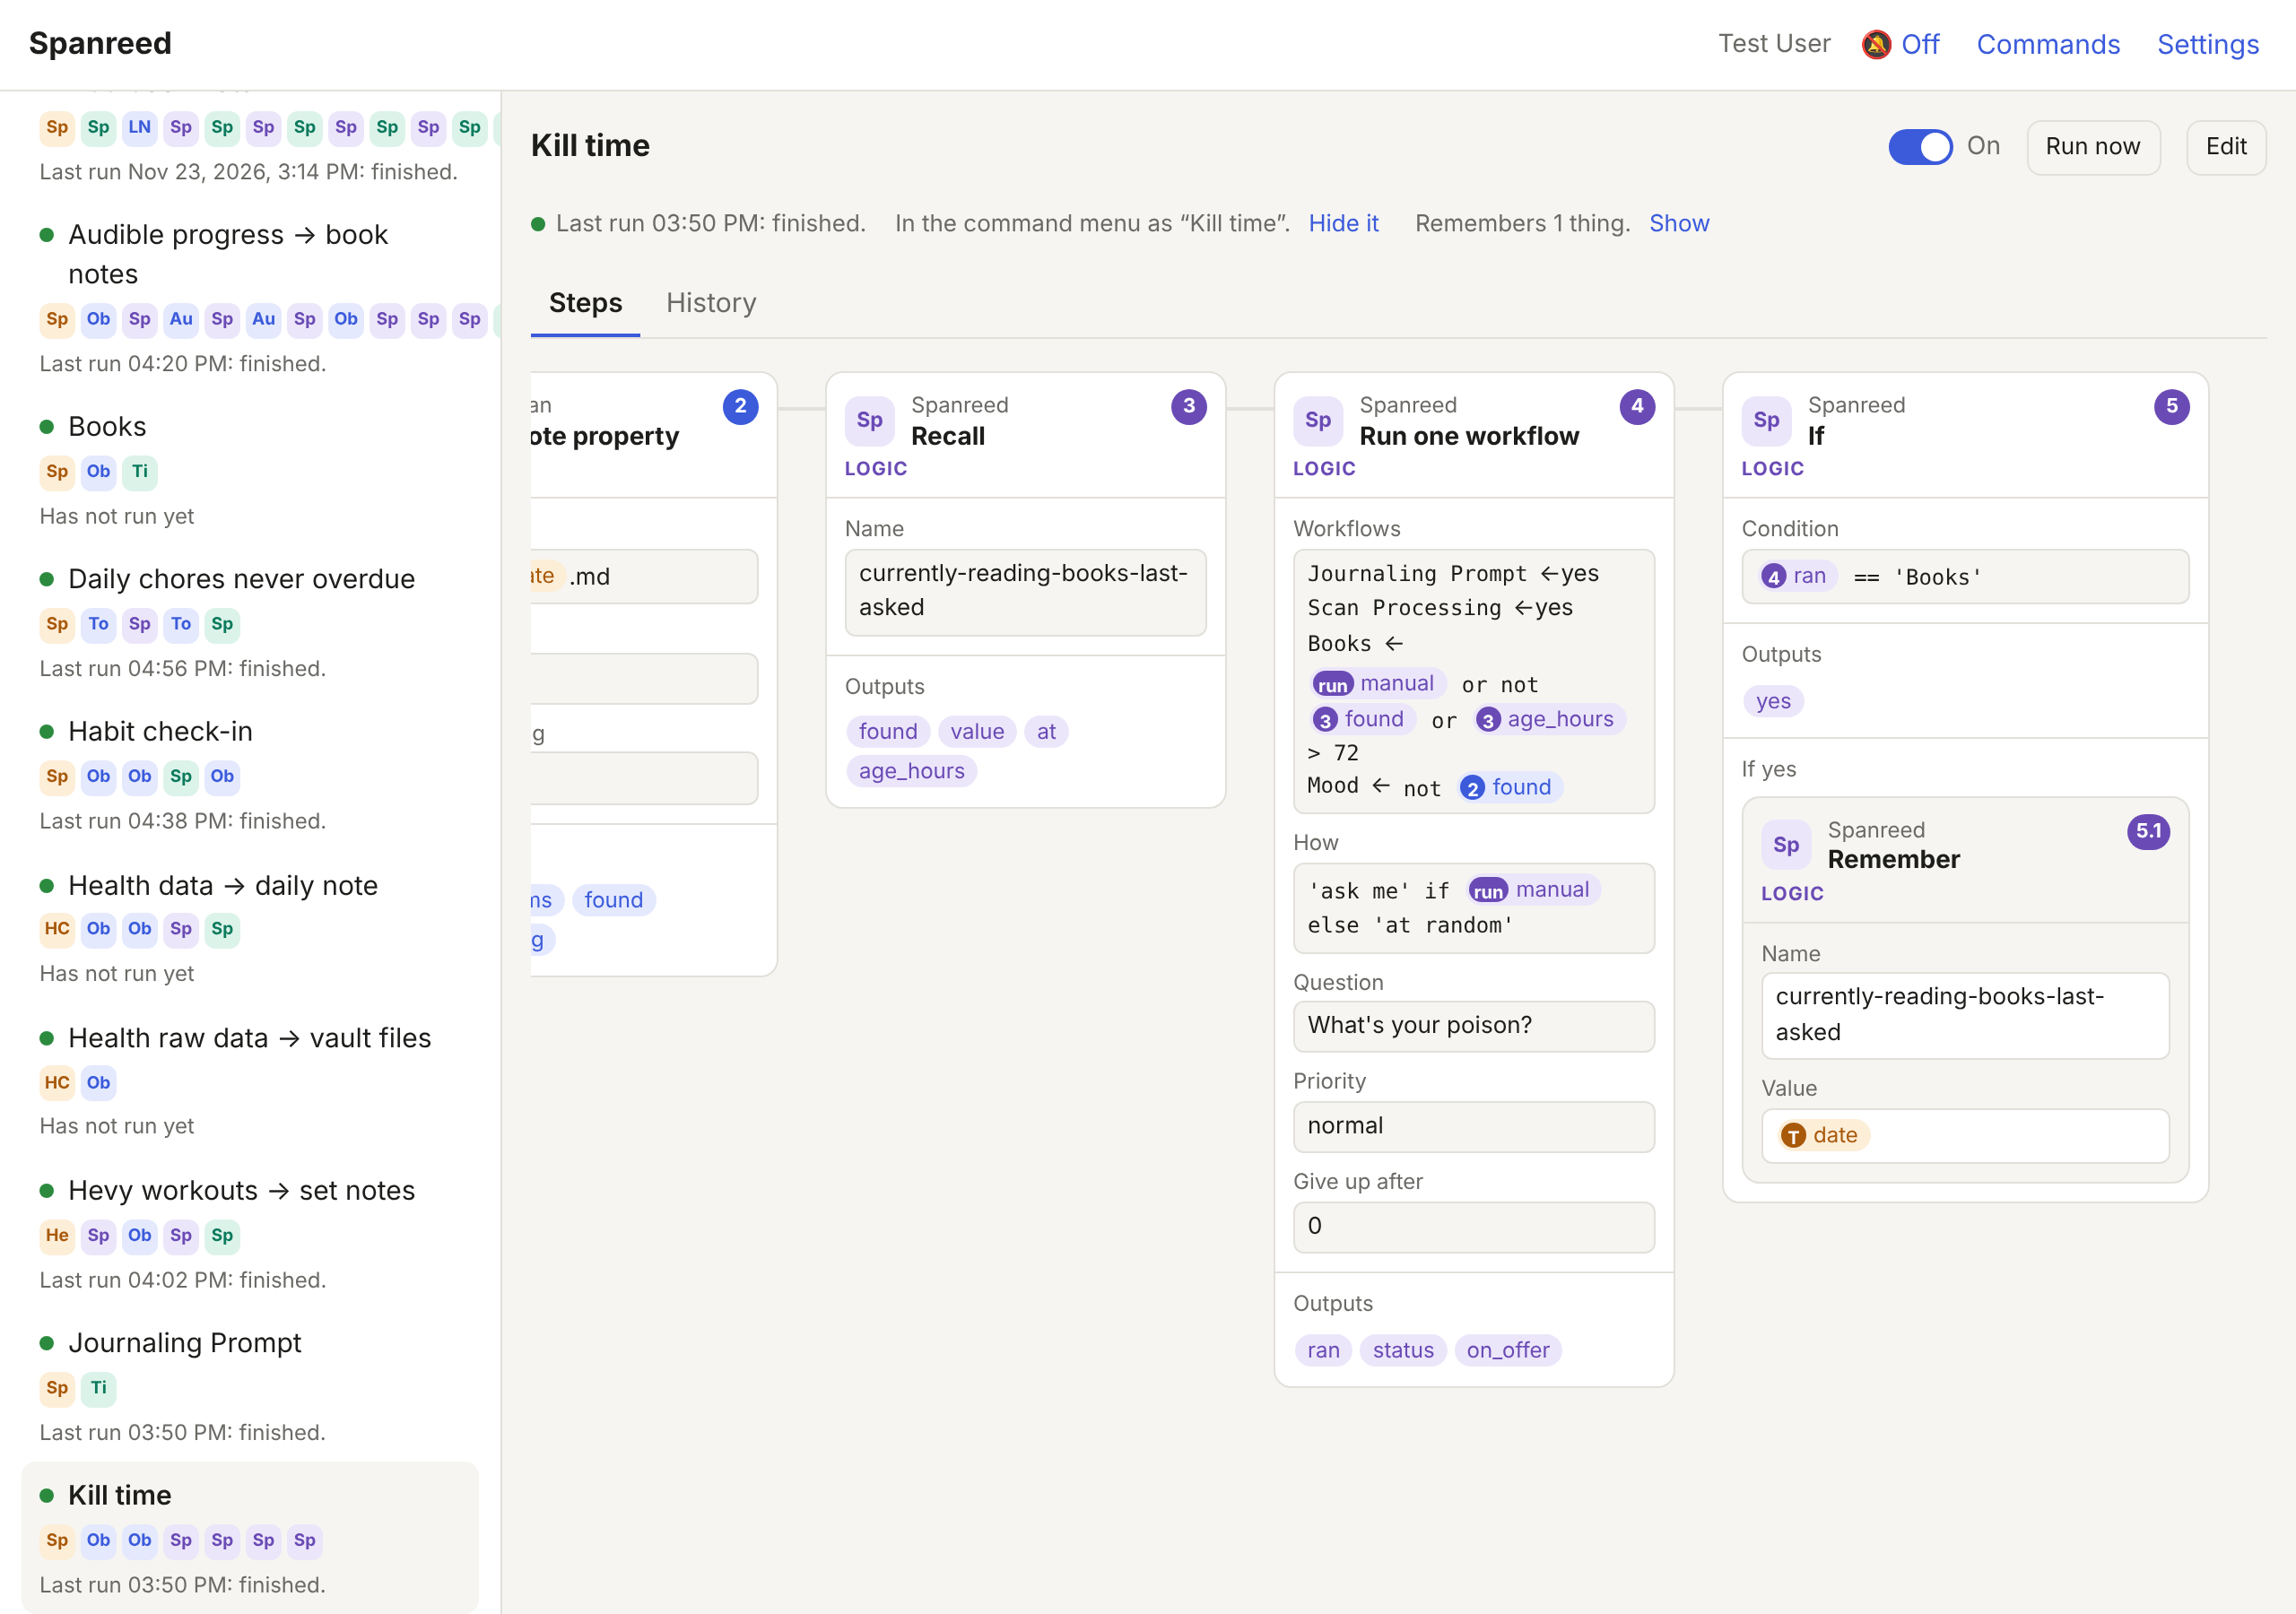 Spanreed
Test User
Off
Commands
Settings
Sp Sp LN Sp Sp Sp Sp Sp Sp Sp Sp
Last run Nov 23, 2026, 3:14 PM: finished.
Audible progress → book
notes
Sp Ob Sp Au Sp Au Sp Ob Sp Sp Sp
Last run 04:20 PM: finished.
Books
Sp Ob Ti
Has not run yet
Daily chores never overdue
Sp To Sp To Sp
Last run 04:56 PM: finished.
Habit check-in
Sp Ob Ob Sp Ob
Last run 04:38 PM: finished.
Health data → daily note
HC Ob Ob Sp Sp
Has not run yet
Health raw data → vault files
HC Ob
Has not run yet
Hevy workouts → set notes
He Sp Ob Sp Sp
Last run 04:02 PM: finished.
Journaling Prompt
Sp Ti
Last run 03:50 PM: finished.
Kill time
Sp Ob Ob Sp Sp Sp Sp
Last run 03:50 PM: finished.
Kill time
On
Run now
Edit
Last run 03:50 PM: finished. In the command menu as “Kill time”. Hide it Remembers 1 thing. Show
Steps History
an
2
ote property
ate .md
g
ms found
g
Sp
Spanreed
3
Recall
LOGIC
Name
currently-reading-books-last-
asked
Outputs
found value at
age_hours
Sp
Spanreed
4
Run one workflow
LOGIC
Workflows
Journaling Prompt ←yes
Scan Processing ←yes
Books ←
run manual or not
3 found or 3 age_hours
> 72
Mood ← not 2 found
How
'ask me' if run manual
else 'at random'
Question
What's your poison?
Priority
normal
Give up after
0
Outputs
ran status on_offer
Sp
Spanreed
5
If
LOGIC
Condition
4 ran == 'Books'
Outputs
yes
If yes
Sp
Spanreed
5.1
Remember
LOGIC
Name
currently-reading-books-last-
asked
Value
T date